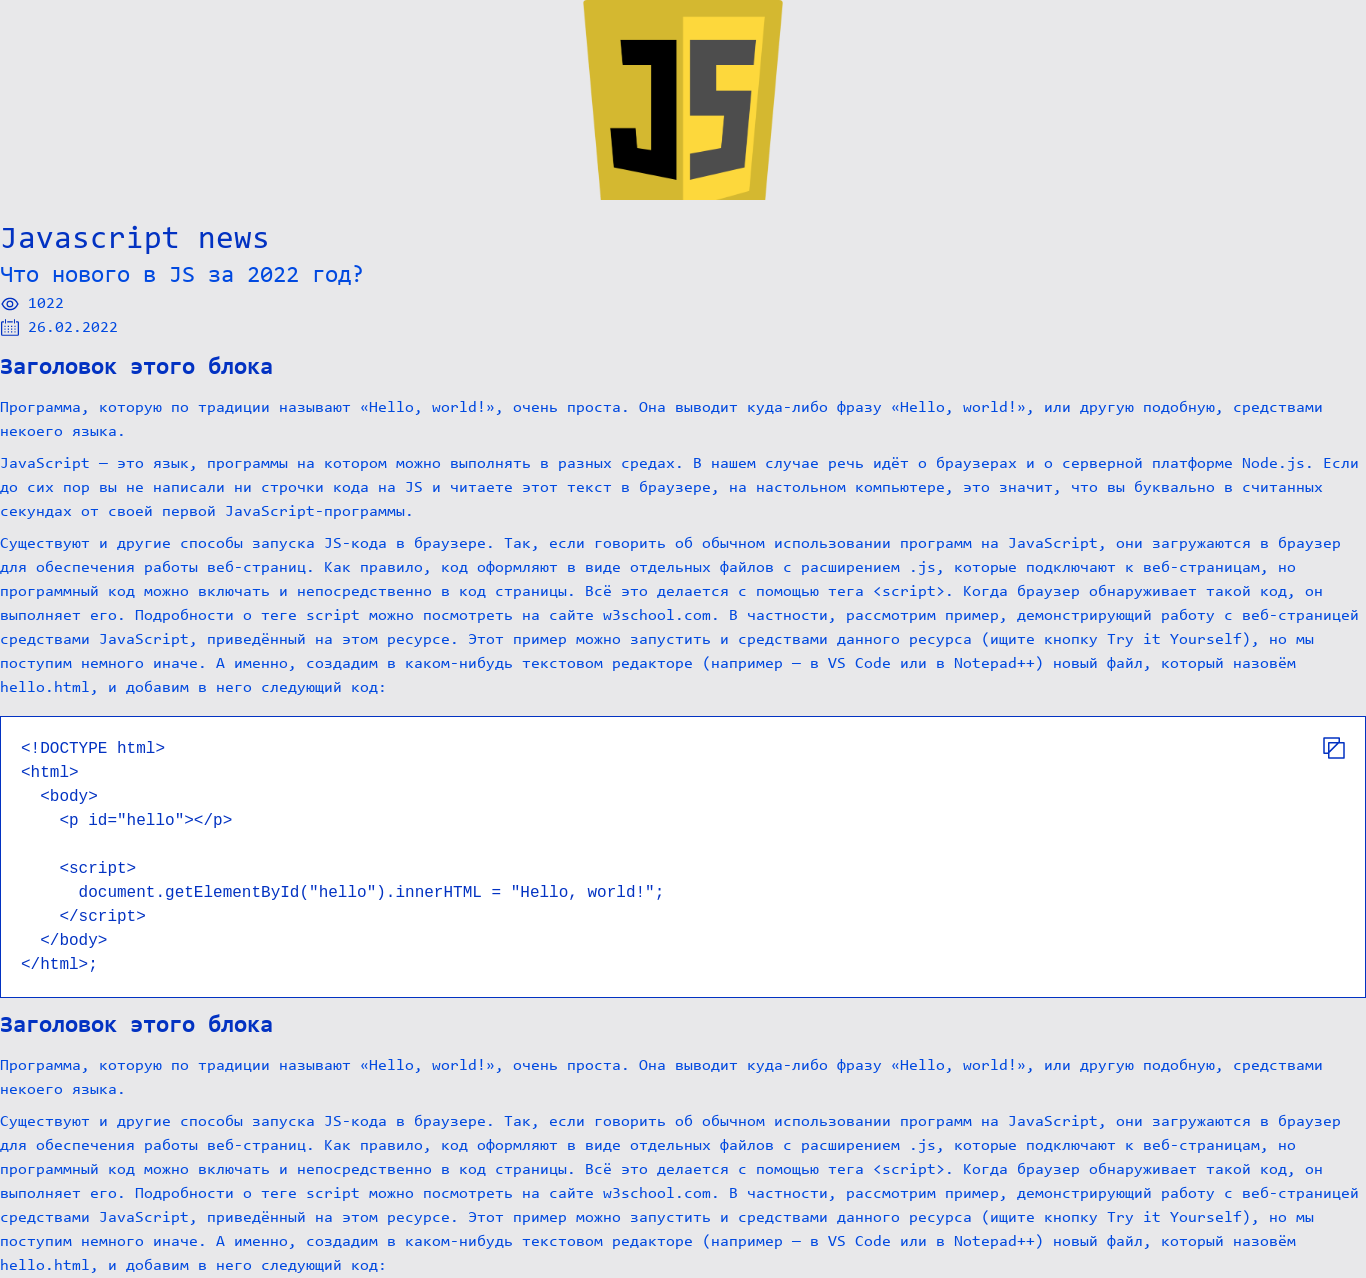 JS
Javascript news
Что нового в JS за 2022 год?
1022
26.02.2022
Заголовок этого блока
Программа, которую по традиции называют «Hello, world!», очень проста. Она выводит куда-либо фразу «Hello, world!», или другую подобную, средствами
некоего языка.
JavaScript — это язык, программы на котором можно выполнять в разных средах. В нашем случае речь идёт о браузерах и о серверной платформе Node.js. Если
до сих пор вы не написали ни строчки кода на JS и читаете этот текст в браузере, на настольном компьютере, это значит, что вы буквально в считанных
секундах от своей первой JavaScript-программы.
Существуют и другие способы запуска JS-кода в браузере. Так, если говорить об обычном использовании программ на JavaScript, они загружаются в браузер
для обеспечения работы веб-страниц. Как правило, код оформляют в виде отдельных файлов с расширением .js, которые подключают к веб-страницам, но
программный код можно включать и непосредственно в код страницы. Всё это делается с помощью тега <script>. Когда браузер обнаруживает такой код, он
выполняет его. Подробности о теге script можно посмотреть на сайте w3school.com. В частности, рассмотрим пример, демонстрирующий работу с веб-страницей
средствами JavaScript, приведённый на этом ресурсе. Этот пример можно запустить и средствами данного ресурса (ищите кнопку Try it Yourself), но мы
поступим немного иначе. А именно, создадим в каком-нибудь текстовом редакторе (например — в VS Code или в Notepad++) новый файл, который назовём
hello.html, и добавим в него следующий код:
<!DOCTYPE html>
<html>
  <body>
    <p id="hello"></p>
    <script>
      document.getElementById("hello").innerHTML = "Hello, world!";
    </script>
  </body>
</html>;
Заголовок этого блока
Программа, которую по традиции называют «Hello, world!», очень проста. Она выводит куда-либо фразу «Hello, world!», или другую подобную, средствами
некоего языка.
Существуют и другие способы запуска JS-кода в браузере. Так, если говорить об обычном использовании программ на JavaScript, они загружаются в браузер
для обеспечения работы веб-страниц. Как правило, код оформляют в виде отдельных файлов с расширением .js, которые подключают к веб-страницам, но
программный код можно включать и непосредственно в код страницы. Всё это делается с помощью тега <script>. Когда браузер обнаруживает такой код, он
выполняет его. Подробности о теге script можно посмотреть на сайте w3school.com. В частности, рассмотрим пример, демонстрирующий работу с веб-страницей
средствами JavaScript, приведённый на этом ресурсе. Этот пример можно запустить и средствами данного ресурса (ищите кнопку Try it Yourself), но мы
поступим немного иначе. А именно, создадим в каком-нибудь текстовом редакторе (например — в VS Code или в Notepad++) новый файл, который назовём
hello.html, и добавим в него следующий код: